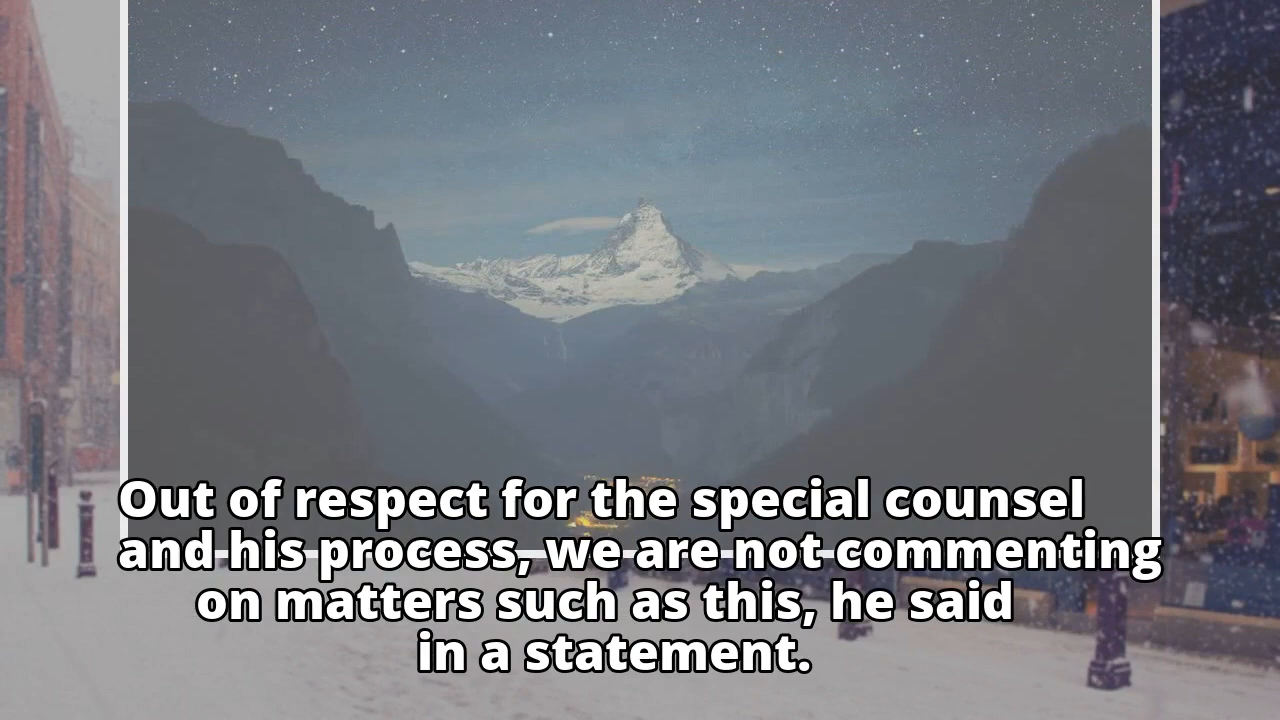 Out of respect for the special counsel
and his process, we are not commenting
on matters such as this, he said
in a statement.